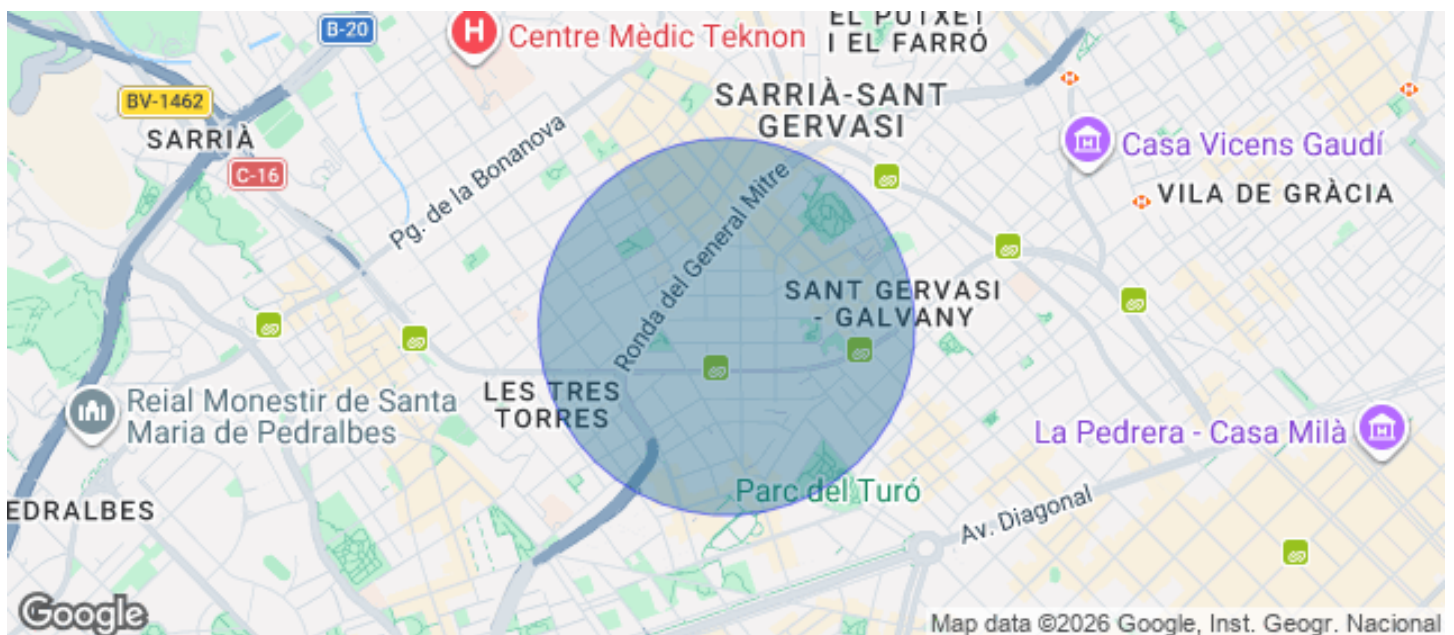 EL PUTXET
I EL FARRÓ
B-20
Centre Mèdic Teknon
BV-1462
SARRIÀ-SANT
GERVASI
SARRIÀ
Casa Vicens Gaudí
C-16
Pg. de la Bonanova
Ronda del General Mitre
VILA DE GRÀCIA
SANT GERVASI
- GALVANY
LES TRES
TORRES
Reial Monestir de Santa
Maria de Pedralbes
La Pedrera - Casa Milà
Parc del Turó
EDRALBES
Av. Diagonal
Google
Map data ©2026 Google, Inst. Geogr. Nacional